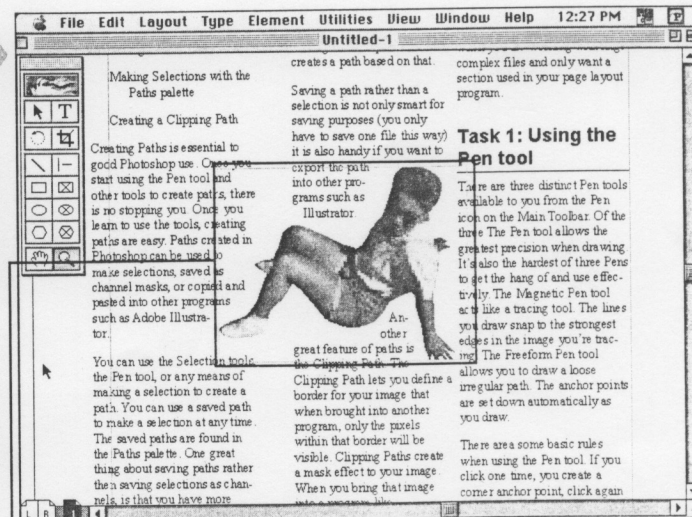 File Edit Layout Type Element Utilities View Window Help 12:27 PM
Untitled-1
Making Selections with the
Paths palette
Creating a Clipping Path
Creating Paths is essential to
good Photoshop use. Once you
start using the Pen tool and
other tools to create paths, there
is no stopping you. Once you
learn to use the tools, creating
paths are easy. Paths created in
Photoshop can be used to
make selections, saved as
channel masks, or copied and
pasted into other programs
such as Adobe Illustra-
tor.
You can use the Selection tools,
the Pen tool, or any means of
making a selection to create a
path. You can use a saved path
to make a selection at any time.
The saved paths are found in
the Paths palette. One great
thing about saving paths rather
then saving selections as chan-
nels, is that you have more
creates a path based on that.
Saving a path rather than a
selection is not only smart for
saving purposes (you only
have to save one file this way)
it is also handy if you want to
export the path
into other pro-
grams such as
Illustrator.
An-
other
great feature of paths is
the Clipping Path. The
Clipping Path lets you define a
border for your image that
when brought into another
program, only the pixels
within that border will be
visible. Clipping Paths create
a mask effect to your image.
When you bring that image
into a program like
complex files and only want a
section used in your page layout
program.
Task 1: Using the
Pen tool
There are three distinct Pen tools
available to you from the Pen
icon on the Main Toolbar. Of the
three The Pen tool allows the
greatest precision when drawing.
It's also the hardest of three Pens
to get the hang of and use effec-
tively. The Magnetic Pen tool
acts like a tracing tool. The lines
you draw snap to the strongest
edges in the image you're trac-
ing. The Freeform Pen tool
allows you to draw a loose
irregular path. The anchor points
are set down automatically as
you draw.
There are a some basic rules
when using the Pen tool. If you
click one time, you create a
corner anchor point, click again
T
L R 1